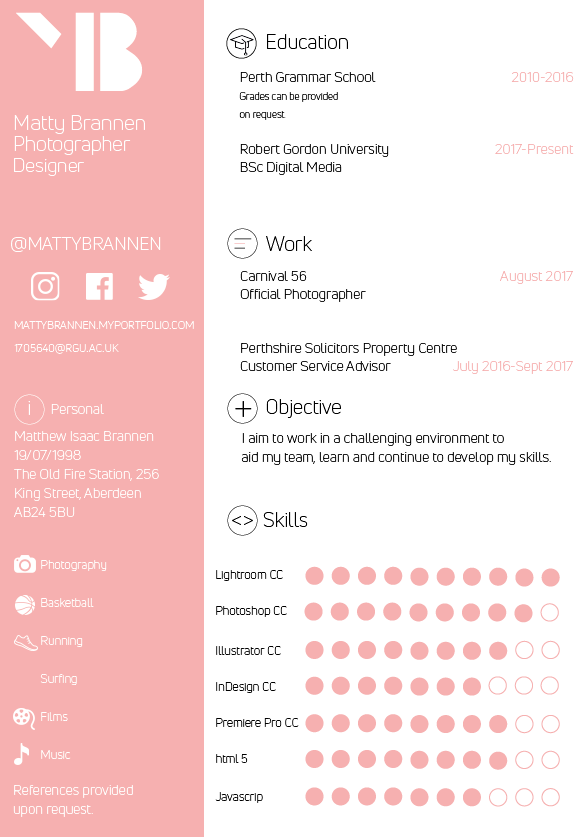 Matty Brannen
Photographer
Designer
@MATTYBRANNEN
MATTYBRANNEN.MYPORTFOLIO.COM
1705640@RGU.AC.UK
i Personal
Matthew Isaac Brannen
19/07/1998
The Old Fire Station, 256
King Street, Aberdeen
AB24 5BU
Photography
Basketball
Running
Surfing
Films
Music
References provided
upon request.
Education
Perth Grammar School 2010-2016
Grades can be provided
on request
Robert Gordon University 2017-Present
BSc Digital Media
Work
Carnival 56 August 2017
Official Photographer
Perthshire Solicitors Property Centre
Customer Service Advisor July 2016-Sept 2017
Objective
I aim to work in a challenging environment to
aid my team, learn and continue to develop my skills.
<> Skills
Lightroom CC
Photoshop CC
Illustrator CC
InDesign CC
Premiere Pro CC
html 5
Javascrip